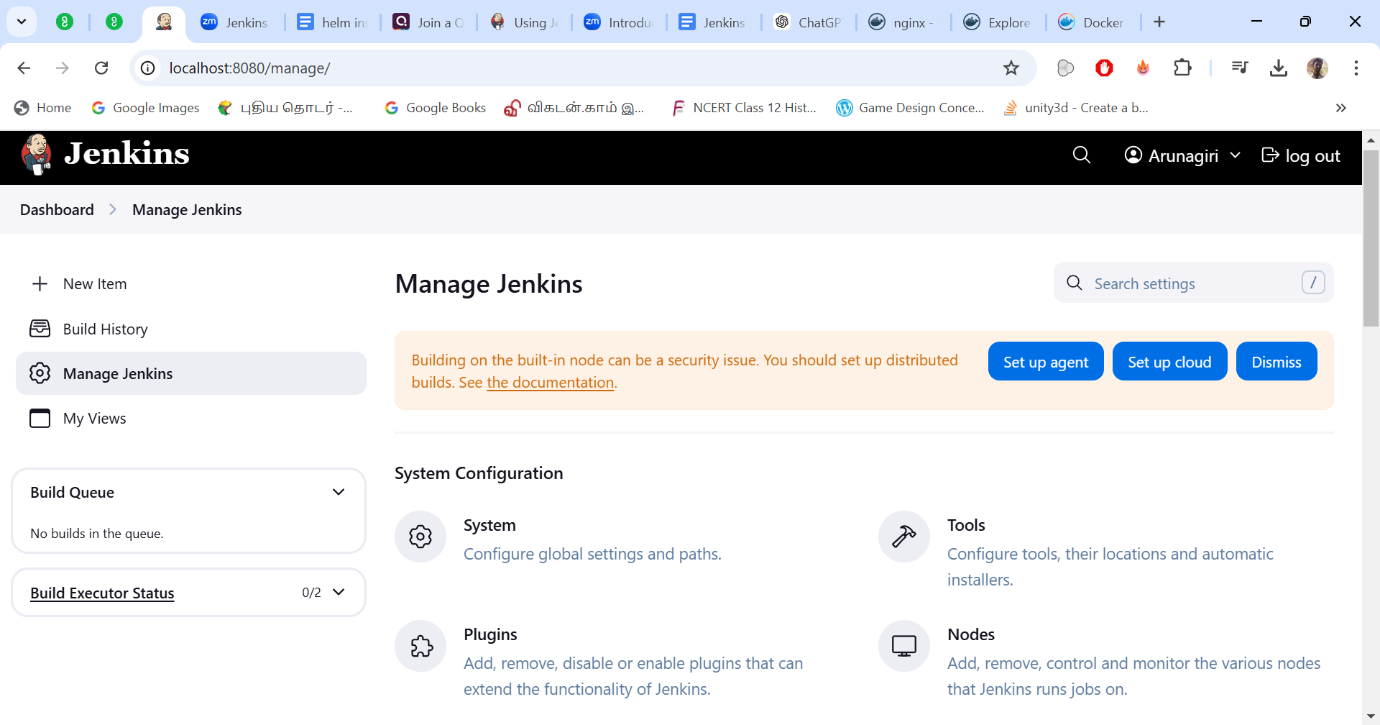 Jenkins
helm in
Join a Q
Using Je
Introdu
Jenkins
ChatGP
nginx -
Explore
Docker
localhost:8080/manage/
Home
Google Images
புதிய தொடர் -...
Google Books
விகடன்.காம் இ...
NCERT Class 12 Hist...
Game Design Conce...
unity3d - Create a b...
Jenkins
Arunagiri
log out
Dashboard
Manage Jenkins
New Item
Build History
Manage Jenkins
My Views
Build Queue
No builds in the queue.
Build Executor Status
0/2
Manage Jenkins
Search settings
/
Building on the built-in node can be a security issue. You should set up distributed
builds. See the documentation.
Set up agent
Set up cloud
Dismiss
System Configuration
System
Configure global settings and paths.
Tools
Configure tools, their locations and automatic
installers.
Plugins
Add, remove, disable or enable plugins that can
extend the functionality of Jenkins.
Nodes
Add, remove, control and monitor the various nodes
that Jenkins runs jobs on.